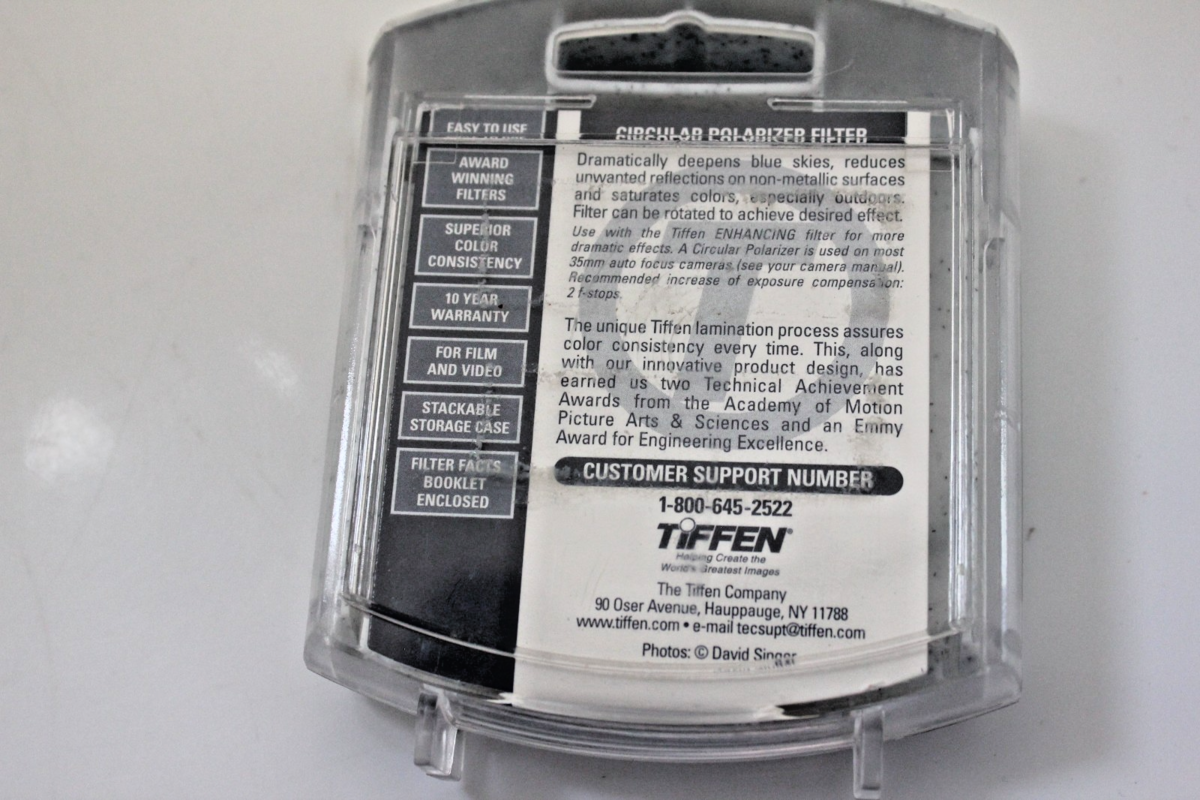 EASY TO USE
AWARD
WINNING
FILTERS
SUPERIOR
COLOR
CONSISTENCY
10 YEAR
WARRANTY
FOR FILM
AND VIDEO
STACKABLE
STORAGE CASE
FILTER FACTS
BOOKLET
ENCLOSED
CIRCULAR POLARIZER FILTER
Dramatically deepens blue skies, reduces
unwanted reflections on non-metallic surfaces
and saturates colors, especially outdoors.
Filter can be rotated to achieve desired effect.
Use with the Tiffen ENHANCING filter for more
dramatic effects. A Circular Polarizer is used on most
35mm auto focus cameras (see your camera manual).
Recommended increase of exposure compensation:
2 f-stops.
The unique Tiffen lamination process assures
color consistency every time. This, along
with our innovative product design, has
earned us two Technical Achievement
Awards from the Academy of Motion
Picture Arts & Sciences and an Emmy
Award for Engineering Excellence.
CUSTOMER SUPPORT NUMBER
1-800-645-2522
TiFFEN®
Helping Create the
World's Greatest Images
The Tiffen Company
90 Oser Avenue, Hauppauge, NY 11788
www.tiffen.com • e-mail tecsupt@tiffen.com
Photos: © David Singer